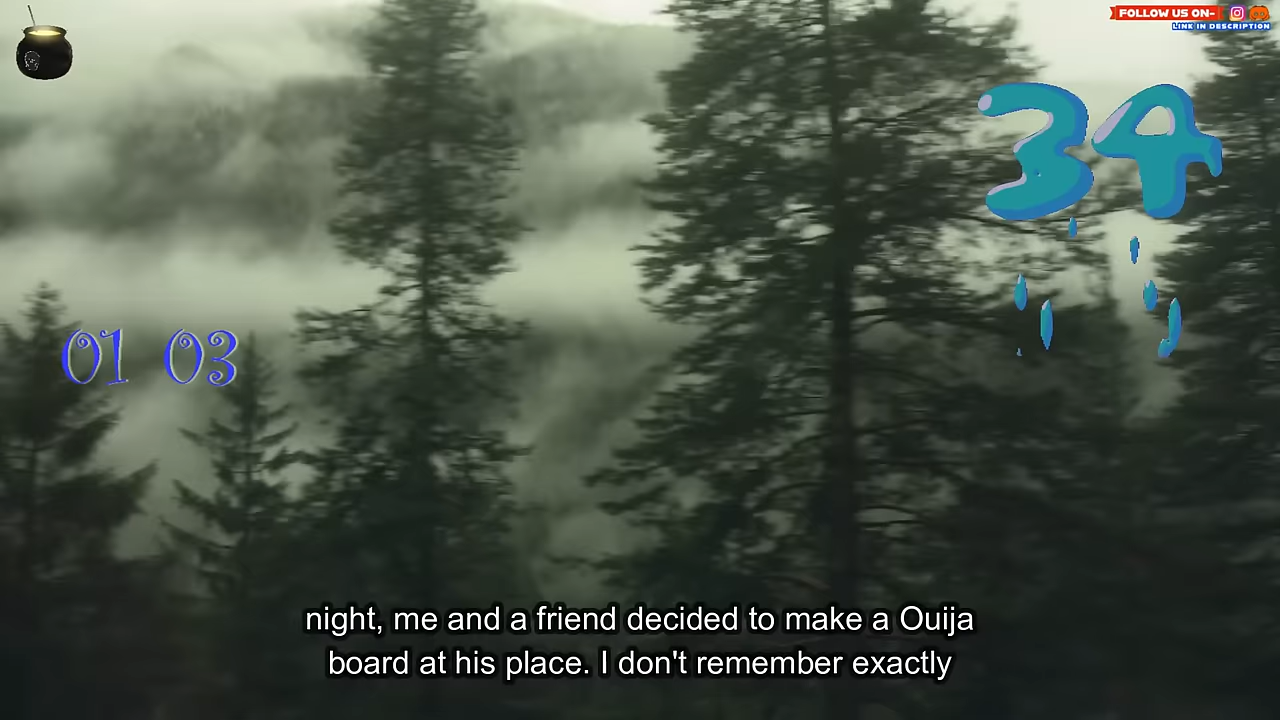 FOLLOW US ON-
LINK IN DESCRIPTION
34
01 03
night, me and a friend decided to make a Ouija
board at his place. I don't remember exactly